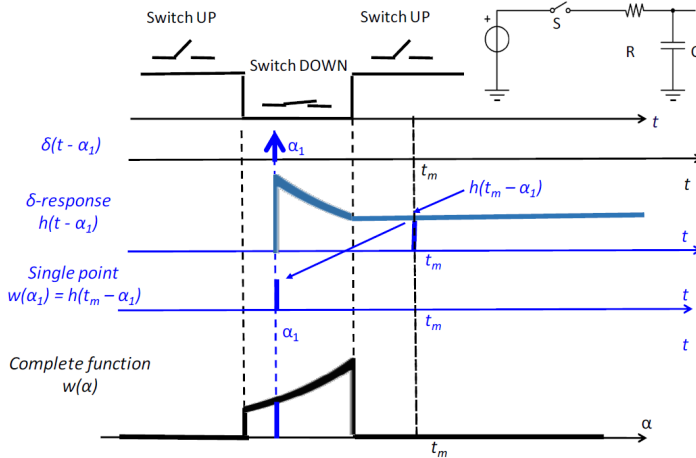 Switch UP
Switch UP
+
S
R
C
Switch DOWN
t
δ(t - α1)
α1
tm
t
δ-response
h(t - α1)
h(tm – α1)
tm
t
Single point
w(α1) = h(tm – α1)
α1
tm
t
t
Complete function
w(α)
tm
α